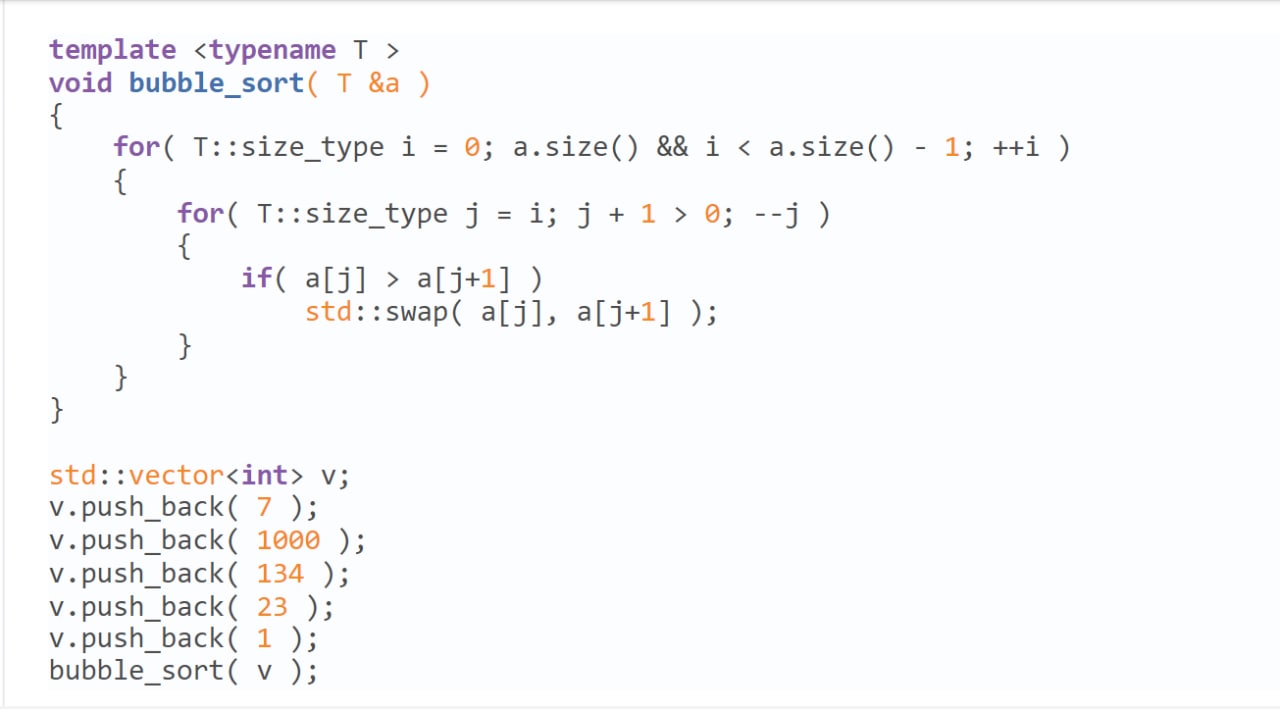 template <typename T >
void bubble_sort( T &a )
{
    for( T::size_type i = 0; a.size() && i < a.size() - 1; ++i )
    {
        for( T::size_type j = i; j + 1 > 0; --j )
        {
            if( a[j] > a[j+1] )
                std::swap( a[j], a[j+1] );
        }
    }
}

std::vector<int> v;
v.push_back( 7 );
v.push_back( 1000 );
v.push_back( 134 );
v.push_back( 23 );
v.push_back( 1 );
bubble_sort( v );